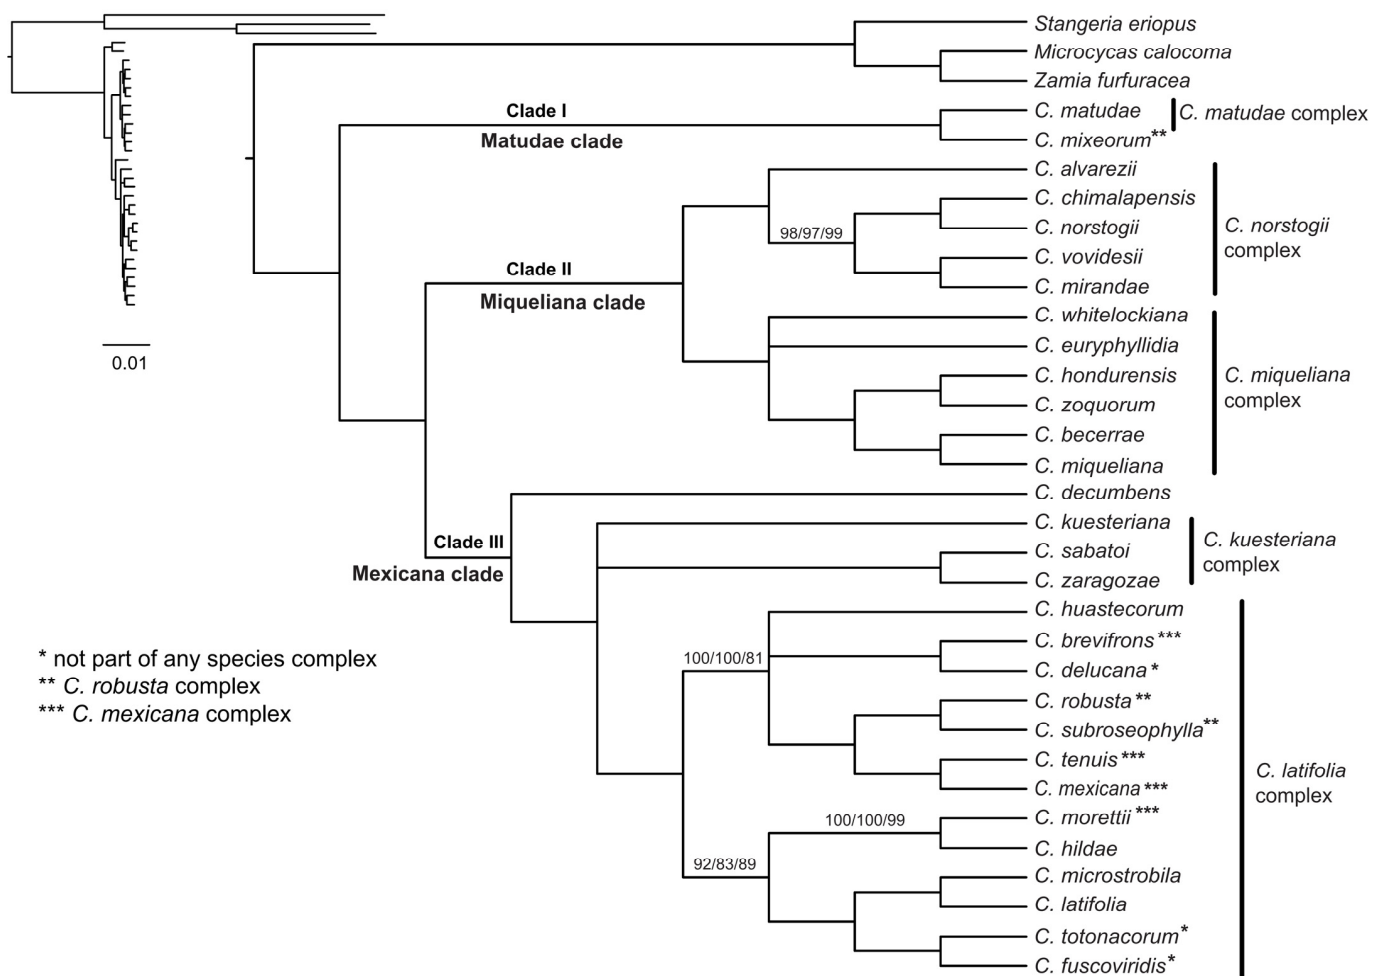 Stangeria eriopus
Microcycas calocoma
Zamia furfuracea
Clade I
Matudae clade
C. matudae
C. matudae complex
C. mixeorum**
C. alvarezii
C. chimalapensis
98/97/99
C. norstogii
C. norstogii
complex
C. vovidesii
Clade II
Miqueliana clade
C. mirandae
C. whitelockiana
0.01
C. euryphyllidia
C. hondurensis
C. miqueliana
complex
C. zoquorum
C. becerrae
C. miqueliana
C. decumbens
C. kuesteriana
Clade III
Mexicana clade
C. sabatoi
C. kuesteriana
complex
C. zaragozae
C. huastecorum
C. brevifrons***
100/100/81
C. delucana*
* not part of any species complex
** C. robusta complex
*** C. mexicana complex
C. robusta**
C. subroseophylla**
C. tenuis***
C. latifolia
complex
C. mexicana***
C. morettii***
100/100/99
C. hildae
92/83/89
C. microstrobila
C. latifolia
C. totonacorum*
C. fuscoviridis*